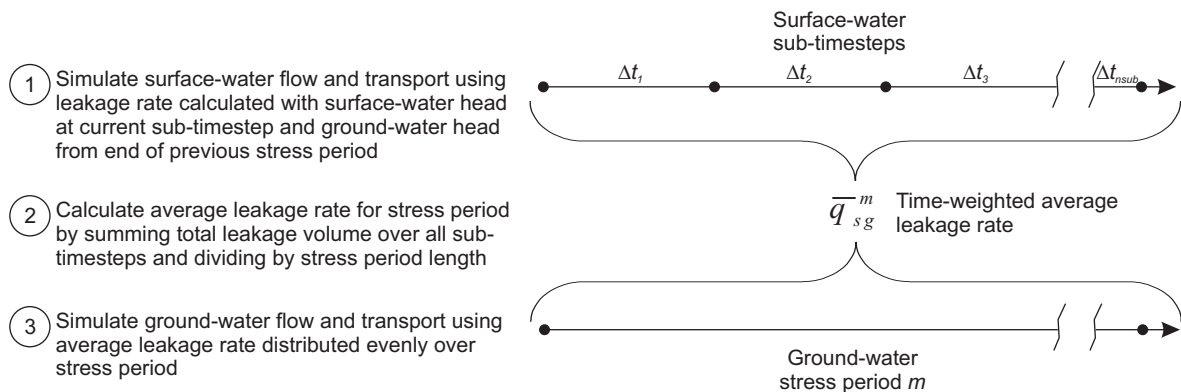 Surface-water
sub-timesteps
1 Simulate surface-water flow and transport using
leakage rate calculated with surface-water head
at current sub-timestep and ground-water head
from end of previous stress period
Δt₁ Δt₂ Δt₃ Δtₙₛᵤb
2 Calculate average leakage rate for stress period
by summing total leakage volume over all sub-
timesteps and dividing by stress period length
q̅ₛg^m Time-weighted average
leakage rate
3 Simulate ground-water flow and transport using
average leakage rate distributed evenly over
stress period
Ground-water
stress period m